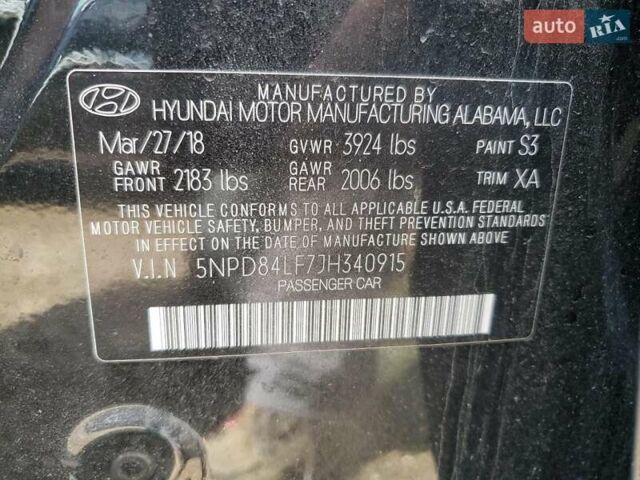 auto RIA .com
MANUFACTURED BY
HYUNDAI MOTOR MANUFACTURING ALABAMA, LLC
Mar/27/18 GVWR 3924 lbs PAINT S3
GAWR FRONT 2183 lbs GAWR REAR 2006 lbs TRIM XA
THIS VEHICLE CONFORMS TO ALL APPLICABLE U.S.A. FEDERAL
MOTOR VEHICLE SAFETY, BUMPER, AND THEFT PREVENTION STANDARDS
IN EFFECT ON THE DATE OF MANUFACTURE SHOWN ABOVE.
V.I.N 5NPD84LF7JH340915
PASSENGER CAR